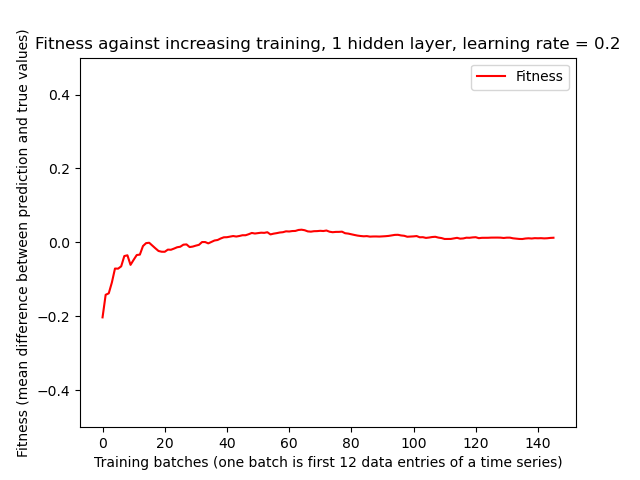 Fitness against increasing training, 1 hidden layer, learning rate = 0.2
Fitness
Fitness (mean difference between prediction and true values)
0.4
0.2
0.0
−0.2
−0.4
0 20 40 60 80 100 120 140
Training batches (one batch is first 12 data entries of a time series)